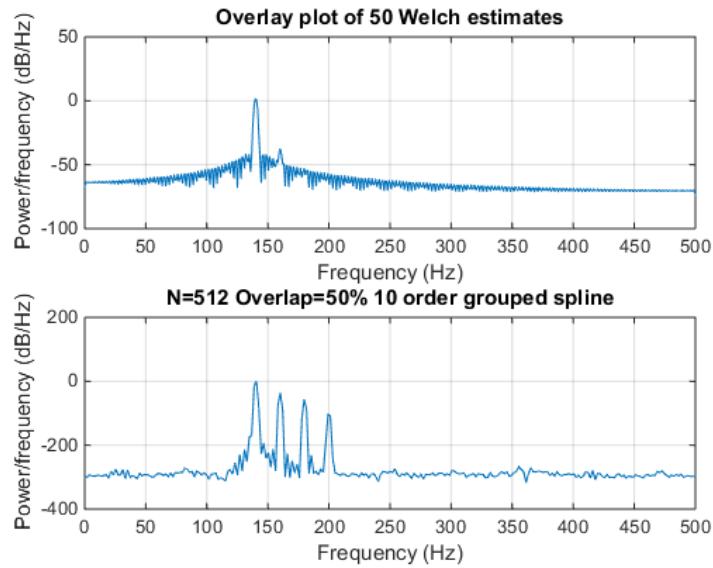 Overlay plot of 50 Welch estimates
Power/frequency (dB/Hz)
50
0
-50
-100
0 50 100 150 200 250 300 350 400 450 500
Frequency (Hz)
N=512 Overlap=50% 10 order grouped spline
Power/frequency (dB/Hz)
200
0
-200
-400
0 50 100 150 200 250 300 350 400 450 500
Frequency (Hz)